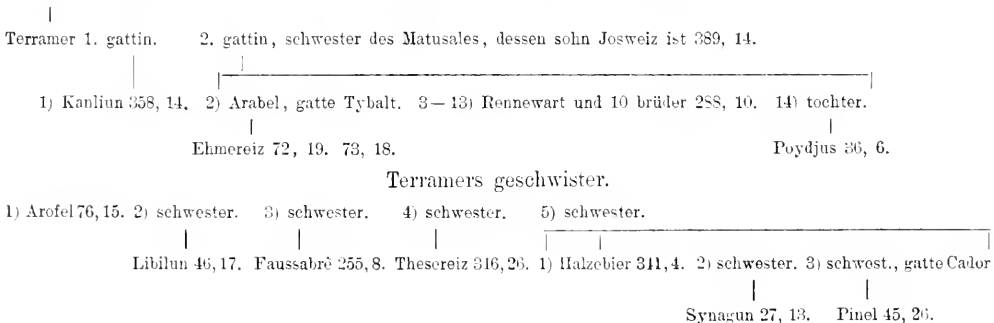 Terramer 1. gattin. 2. gattin, schwester des Matusales, dessen sohn Josweiz ist 389, 14.
1) Kanliun 358, 14. 2) Arabel, gatte Tybalt. 3–13) Rennewart und 10 brüder 288, 10. 14) tochter.
Ehmereiz 72, 19. 73, 18. Poydjus 36, 6.
Terramers geschwister.
1) Arofel 76, 15. 2) schwester. 3) schwester. 4) schwester. 5) schwester.
Libilun 46, 17. Faussabrê 255, 8. Thesereiz 316, 26. 1) Halzebier 341, 4. 2) schwester. 3) schwest., gatte Cador
Synagun 27, 13. Pinel 45, 26.